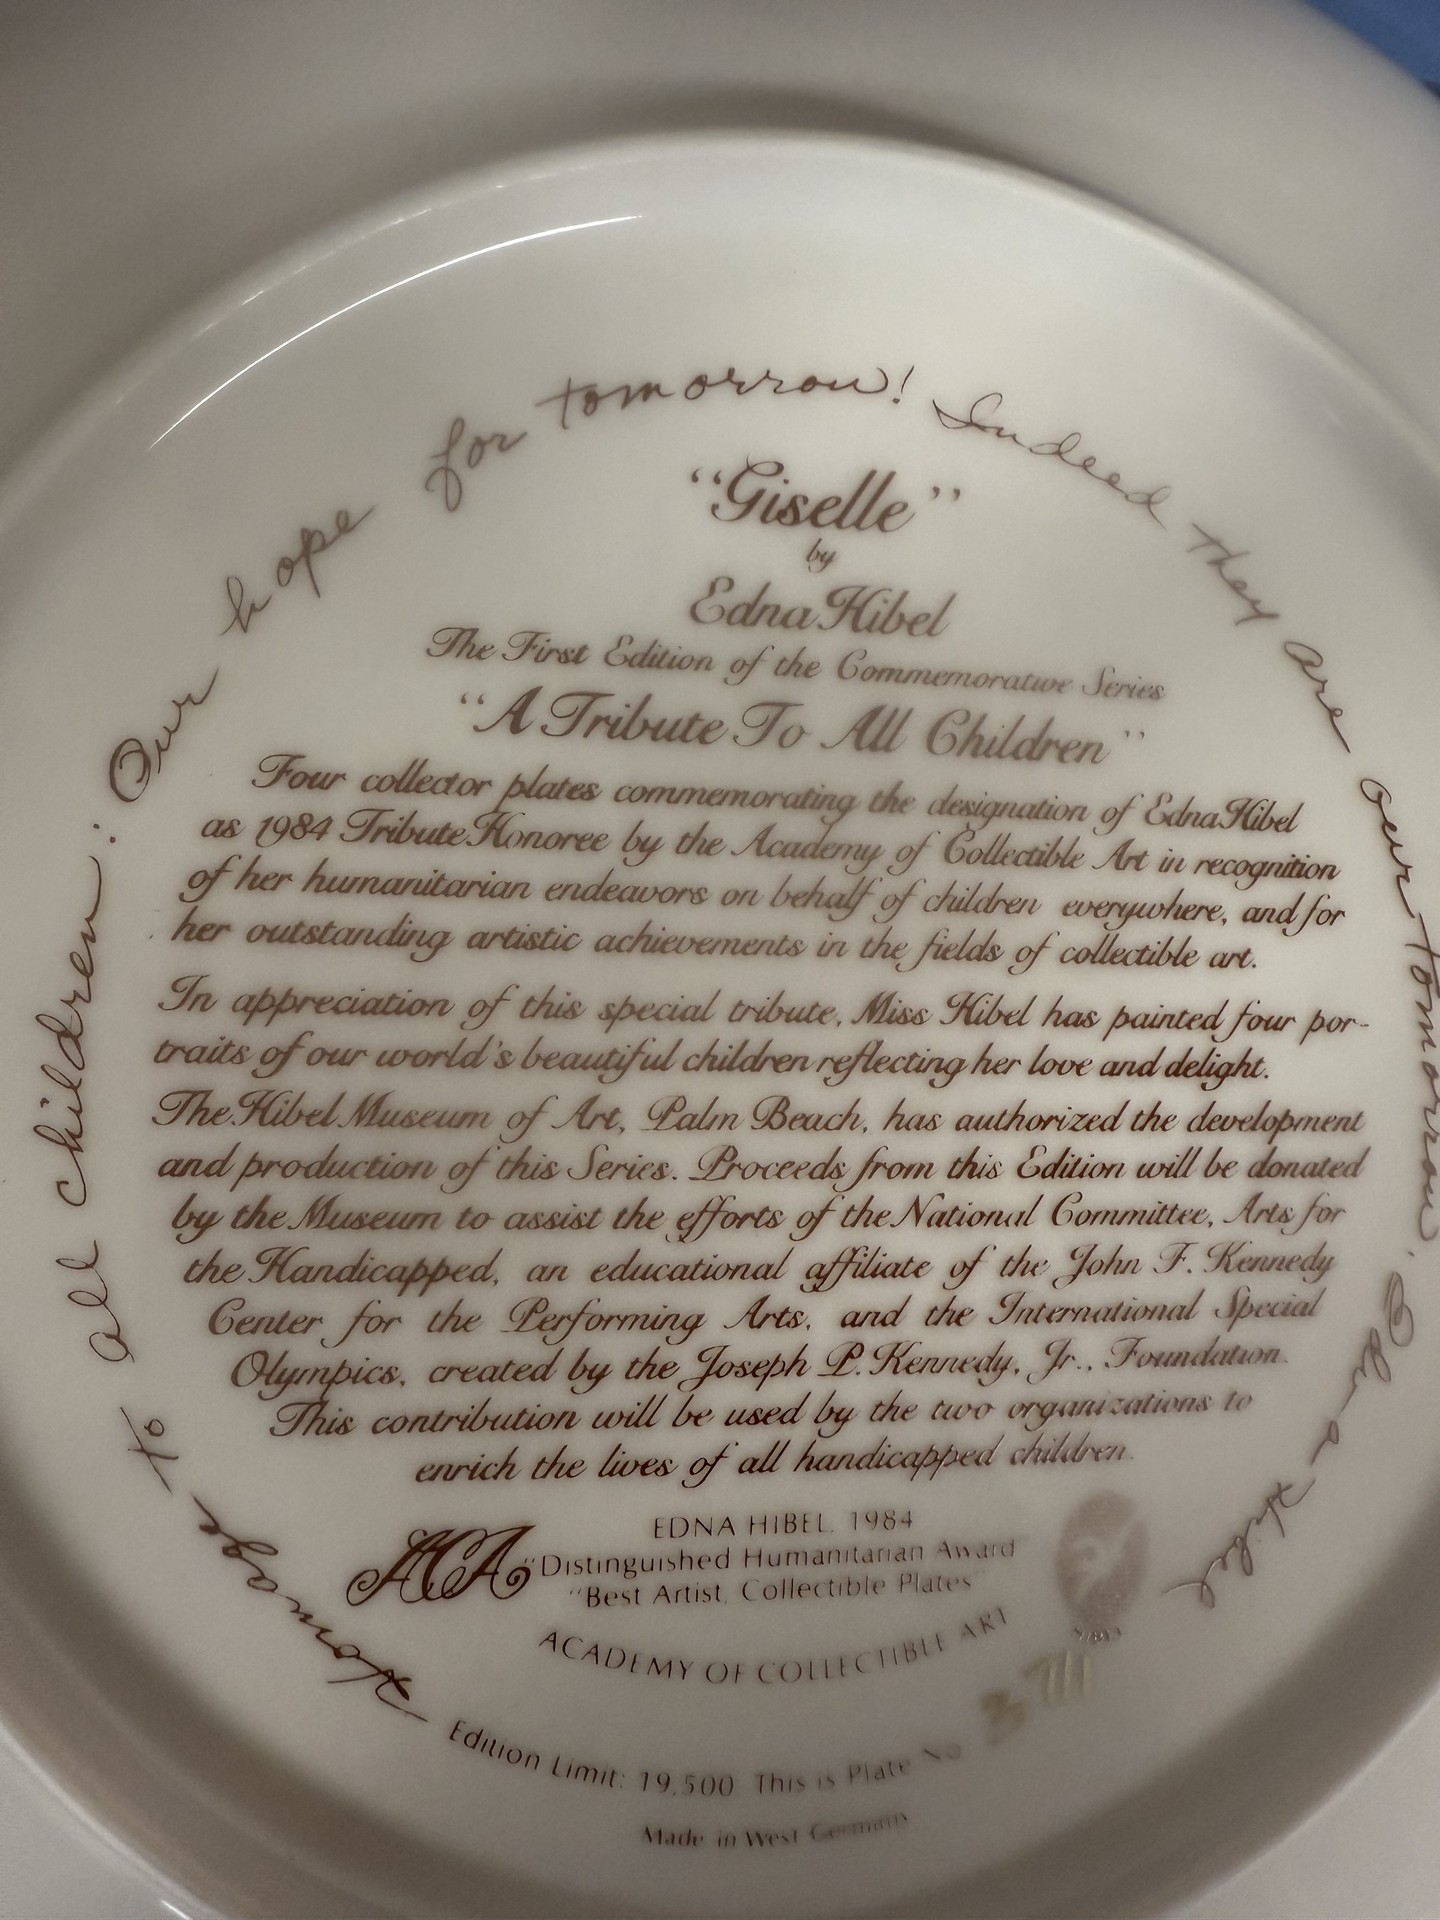 Homage to all children: Our hope for tomorrow! Indeed they are our tomorrow. Edna Hibel
“Giselle”
by
Edna Hibel
The First Edition of the Commemorative Series
“A Tribute To All Children”
Four collector plates commemorating the designation of Edna Hibel
as 1984 Tribute Honoree by the Academy of Collectible Art in recognition
of her humanitarian endeavors on behalf of children everywhere, and for
her outstanding artistic achievements in the fields of collectible art.
In appreciation of this special tribute, Miss Hibel has painted four por-
traits of our world's beautiful children reflecting her love and delight.
The Hibel Museum of Art, Palm Beach, has authorized the development
and production of this Series. Proceeds from this Edition will be donated
by the Museum to assist the efforts of the National Committee, Arts for
the Handicapped, an educational affiliate of the John F. Kennedy
Center for the Performing Arts, and the International Special
Olympics, created by the Joseph P. Kennedy, Jr., Foundation.
This contribution will be used by the two organizations to
enrich the lives of all handicapped children.
ACA
EDNA HIBEL, 1984
“Distinguished Humanitarian Award
“Best Artist, Collectible Plates”
ACADEMY OF COLLECTIBLE ART
Edition Limit: 19,500 This is Plate No.
Made in West Germany